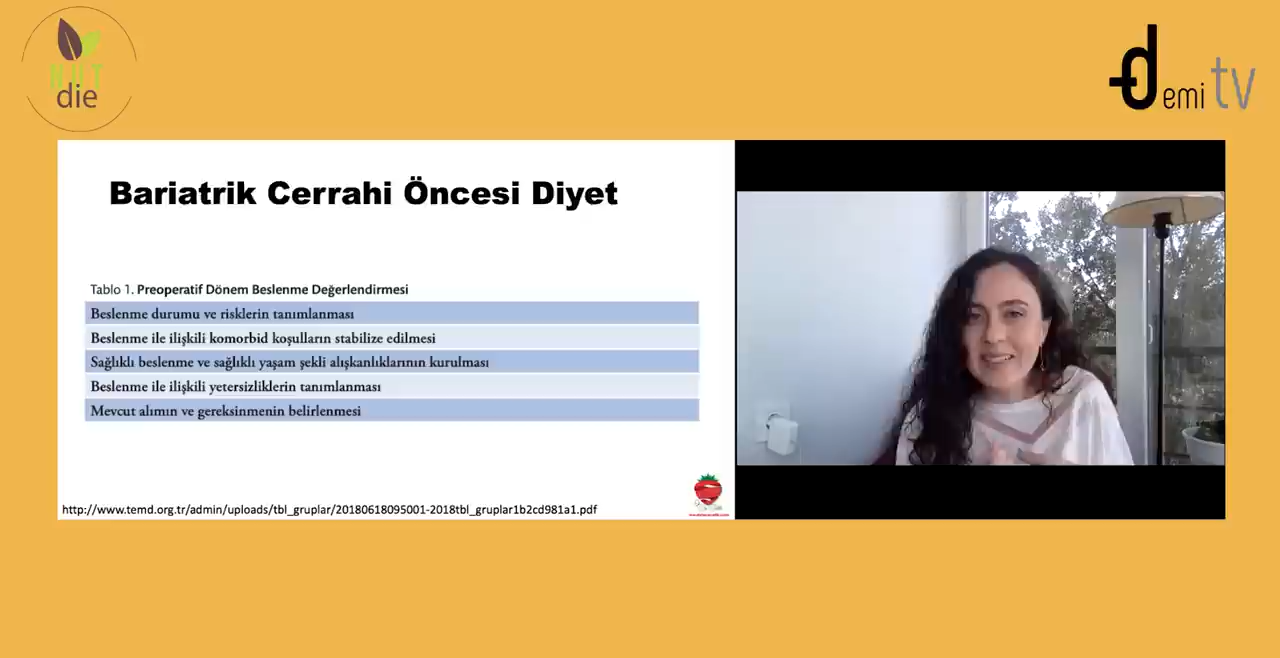 die
demi tv
Bariatrik Cerrahi Öncesi Diyet
Tablo 1. Preoperatif Dönem Beslenme Değerlendirmesi
Beslenme durumu ve risklerin tanımlanması
Beslenme ile ilişkili komorbid koşulların stabilize edilmesi
Sağlıklı beslenme ve sağlıklı yaşam şekli alışkanlıklarının kurulması
Beslenme ile ilişkili yetersizliklerin tanımlanması
Mevcut alımın ve gereksinmenin belirlenmesi
http://www.temd.org.tr/admin/uploads/tbl_gruplar/20180618095001-2018tbl_gruplar1b2cd981a1.pdf